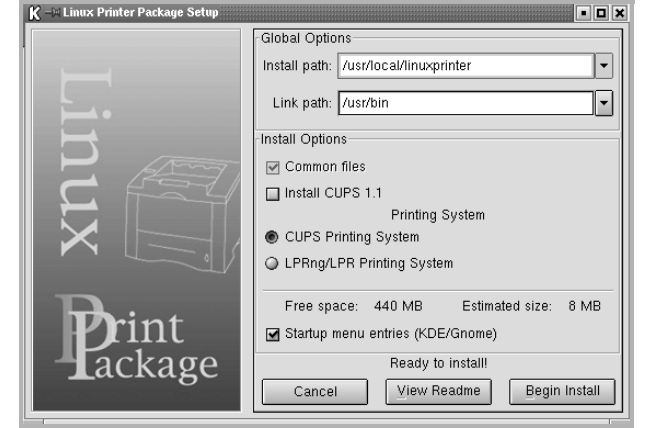 Linux Printer Package Setup
Linux
Print
Package
Global Options
Install path: /usr/local/linuxprinter
Link path: /usr/bin
Install Options
Common files
Install CUPS 1.1
Printing System
CUPS Printing System
LPRng/LPR Printing System
Free space: 440 MB Estimated size: 8 MB
Startup menu entries (KDE/Gnome)
Ready to install!
Cancel View Readme Begin Install